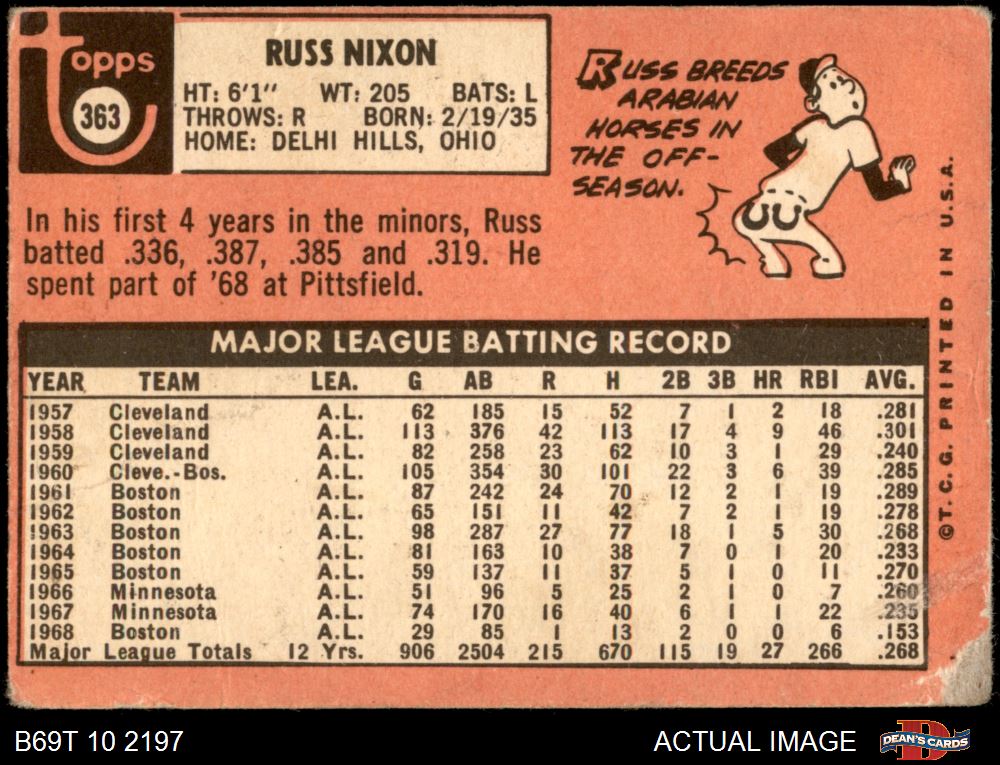 topps
363
RUSS NIXON
HT: 6'1" WT: 205 BATS: L
THROWS: R BORN: 2/19/35
HOME: DELHI HILLS, OHIO
RUSS BREEDS
ARABIAN
HORSES IN
THE OFF-
SEASON.
In his first 4 years in the minors, Russ
batted .336, .387, .385 and .319. He
spent part of '68 at Pittsfield.
MAJOR LEAGUE BATTING RECORD
YEAR TEAM LEA. G AB R H 2B 3B HR RBI AVG.
1957 Cleveland A.L. 62 185 15 52 7 1 2 18 .281
1958 Cleveland A.L. 113 376 42 113 17 4 9 46 .301
1959 Cleveland A.L. 82 258 23 62 10 3 1 29 .240
1960 Cleve.-Bos. A.L. 105 354 30 101 22 3 6 39 .285
1961 Boston A.L. 87 242 24 70 12 2 1 19 .289
1962 Boston A.L. 65 151 11 42 7 2 1 19 .278
1963 Boston A.L. 98 287 27 77 18 1 5 30 .268
1964 Boston A.L. 81 163 10 38 7 0 1 20 .233
1965 Boston A.L. 59 137 11 37 5 1 0 11 .270
1966 Minnesota A.L. 51 96 5 25 2 1 0 7 .260
1967 Minnesota A.L. 74 170 16 40 6 1 1 22 .235
1968 Boston A.L. 29 85 1 13 2 0 0 6 .153
Major League Totals 12 Yrs. 906 2504 215 670 115 19 27 266 .268
©T.C.G. PRINTED IN U.S.A.
B69T 10 2197
ACTUAL IMAGE
D
DEAN'S CARDS